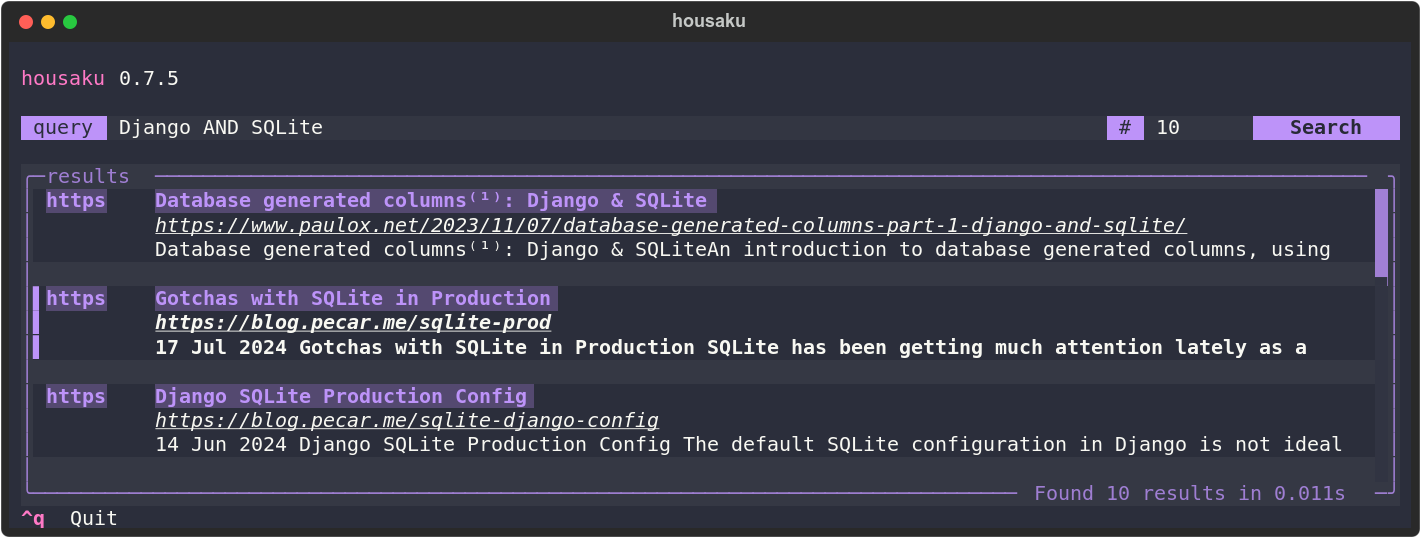 housaku
housaku 0.7.5
query Django AND SQLite # 10 Search
results
https Database generated columns⁽¹⁾: Django & SQLite
https://www.paulox.net/2023/11/07/database-generated-columns-part-1-django-and-sqlite/
Database generated columns⁽¹⁾: Django & SQLiteAn introduction to database generated columns, using
https Gotchas with SQLite in Production
https://blog.pecar.me/sqlite-prod
17 Jul 2024 Gotchas with SQLite in Production SQLite has been getting much attention lately as a
https Django SQLite Production Config
https://blog.pecar.me/sqlite-django-config
14 Jun 2024 Django SQLite Production Config The default SQLite configuration in Django is not ideal
Found 10 results in 0.011s
^q Quit